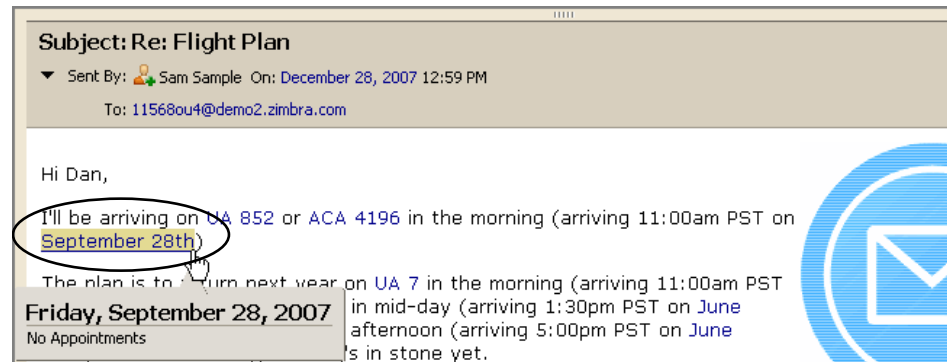 Subject: Re: Flight Plan
Sent By: Sam Sample On: December 28, 2007 12:59 PM
To: 11568ou4@demo2.zimbra.com
Hi Dan,
I'll be arriving on UA 852 or ACA 4196 in the morning (arriving 11:00am PST on
September 28th)
The plan is to return next year on UA 7 in the morning (arriving 11:00am PST
in mid-day (arriving 1:30pm PST on June
afternoon (arriving 5:00pm PST on June
's in stone yet.
Friday, September 28, 2007
No Appointments